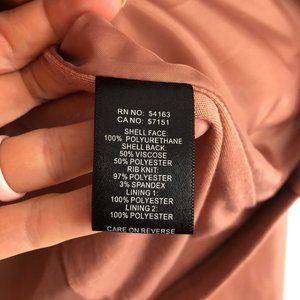 RN NO: 54163
CA NO: 57151
SHELL FACE:
100% POLYURETHANE
SHELL BACK:
50% VISCOSE
50% POLYESTER
RIB KNIT:
97% POLYESTER
3% SPANDEX
LINING 1:
100% POLYESTER
LINING 2:
100% POLYESTER
CARE ON REVERSE